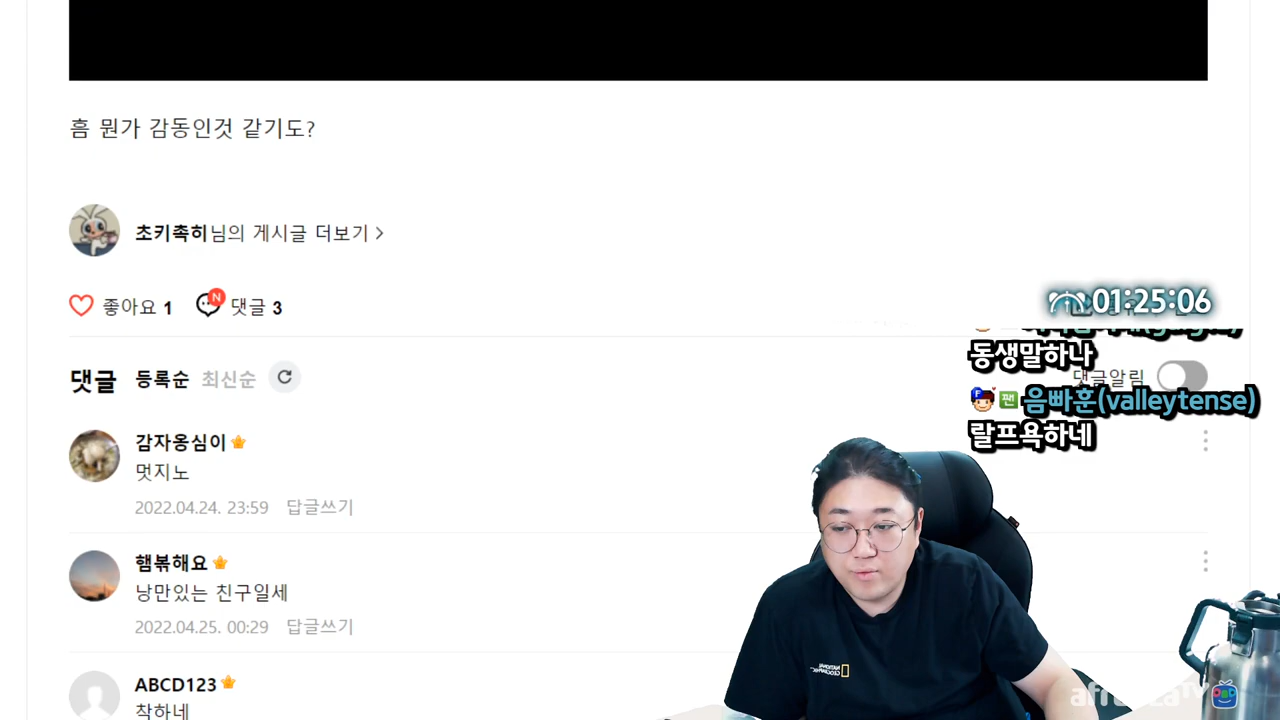 흠 뭔가 감동인것 같기도?
초키촉히님의 게시글 더보기 >
좋아요 1 N 댓글 3
01:25:06
동생말하나
댓글 등록순 최신순
댓글알림
F 팬 음빠훈(valleytense)
랄프욕하네
감자옹심이
멋지노
2022.04.24. 23:59 답글쓰기
햄볶해요
낭만있는 친구일세
2022.04.25. 00:29 답글쓰기
NATIONAL
GEOGRAPHIC
ABCD123
착하네
afreecaTV